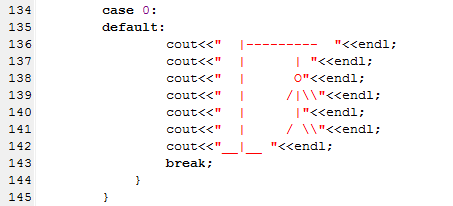 134         case 0:
135         default:
136                 cout<<"  |---------  "<<endl;
137                 cout<<"  |      | "<<endl;
138                 cout<<"  |      O"<<endl;
139                 cout<<"  |     /|\\"<<endl;
140                 cout<<"  |      |"<<endl;
141                 cout<<"  |     / \\"<<endl;
142                 cout<<"__|__ "<<endl;
143                 break;
144             }
145         }